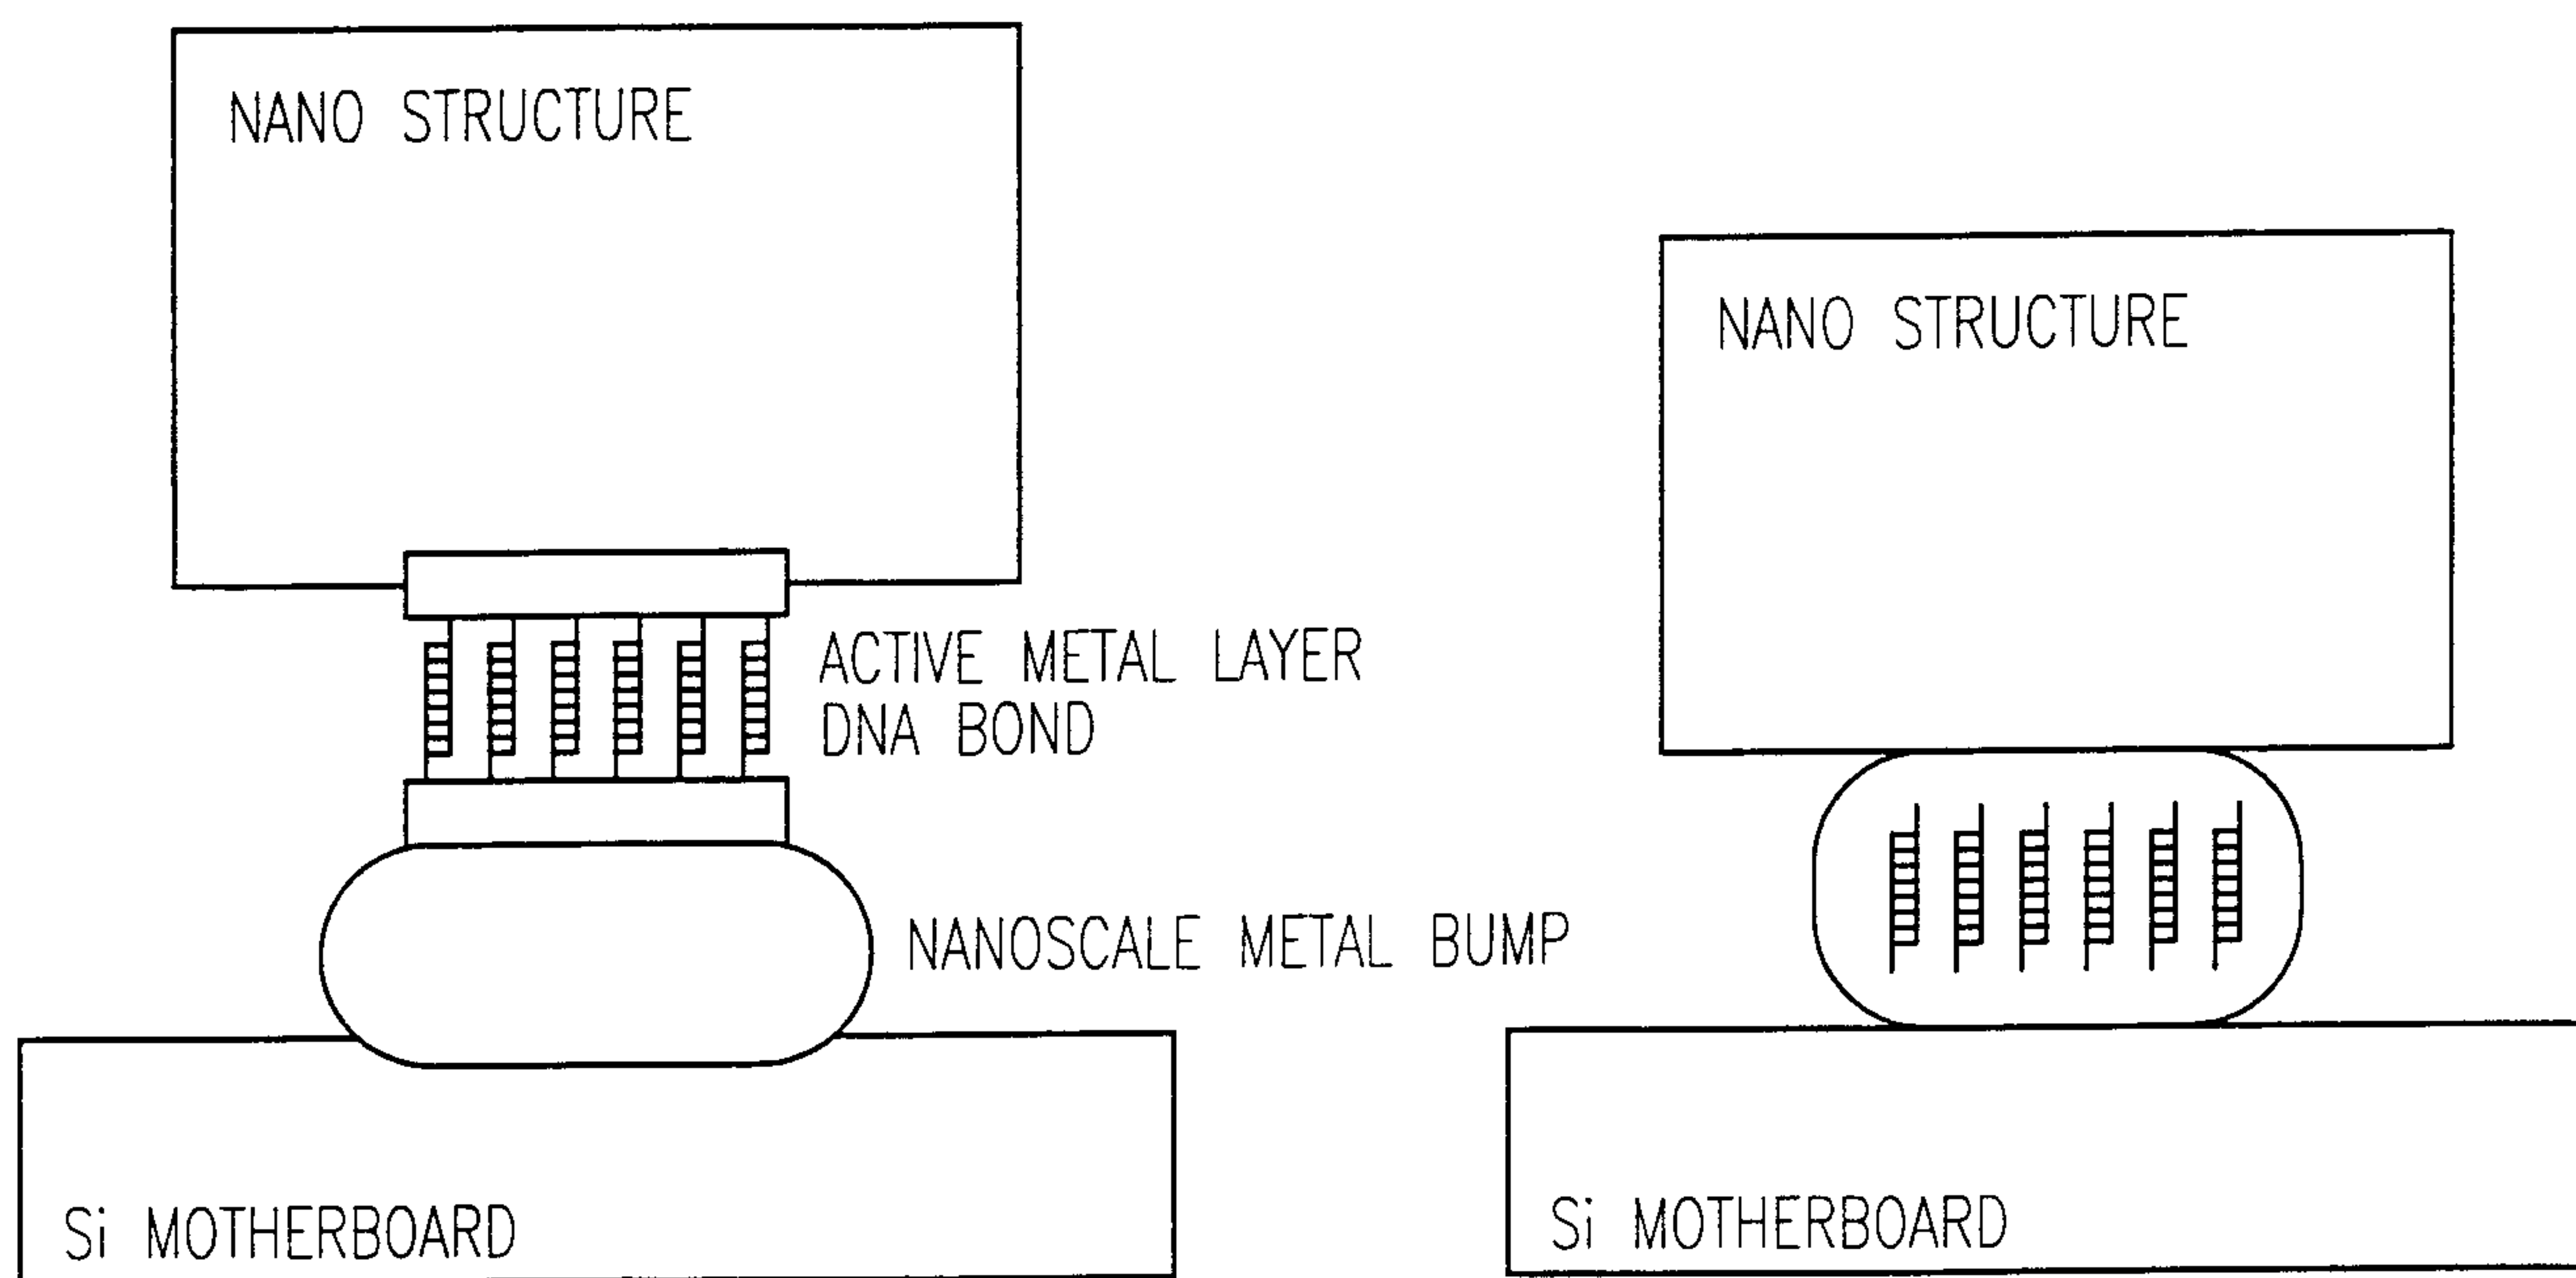 NANO STRUCTURE
ACTIVE METAL LAYER
DNA BOND
NANOSCALE METAL BUMP
Si MOTHERBOARD
NANO STRUCTURE
Si MOTHERBOARD